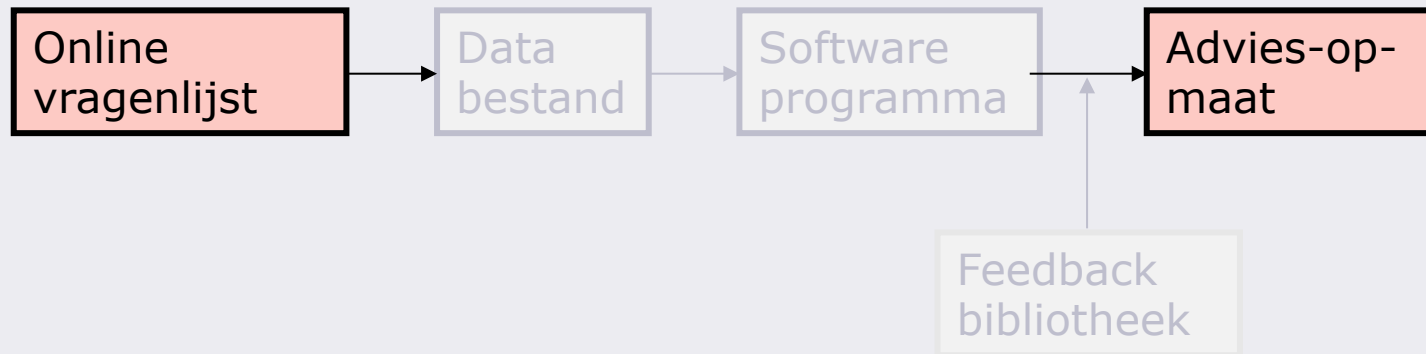 Online
vragenlijst
Data
bestand
Software
programma
Advies-op-
maat
Feedback
bibliotheek